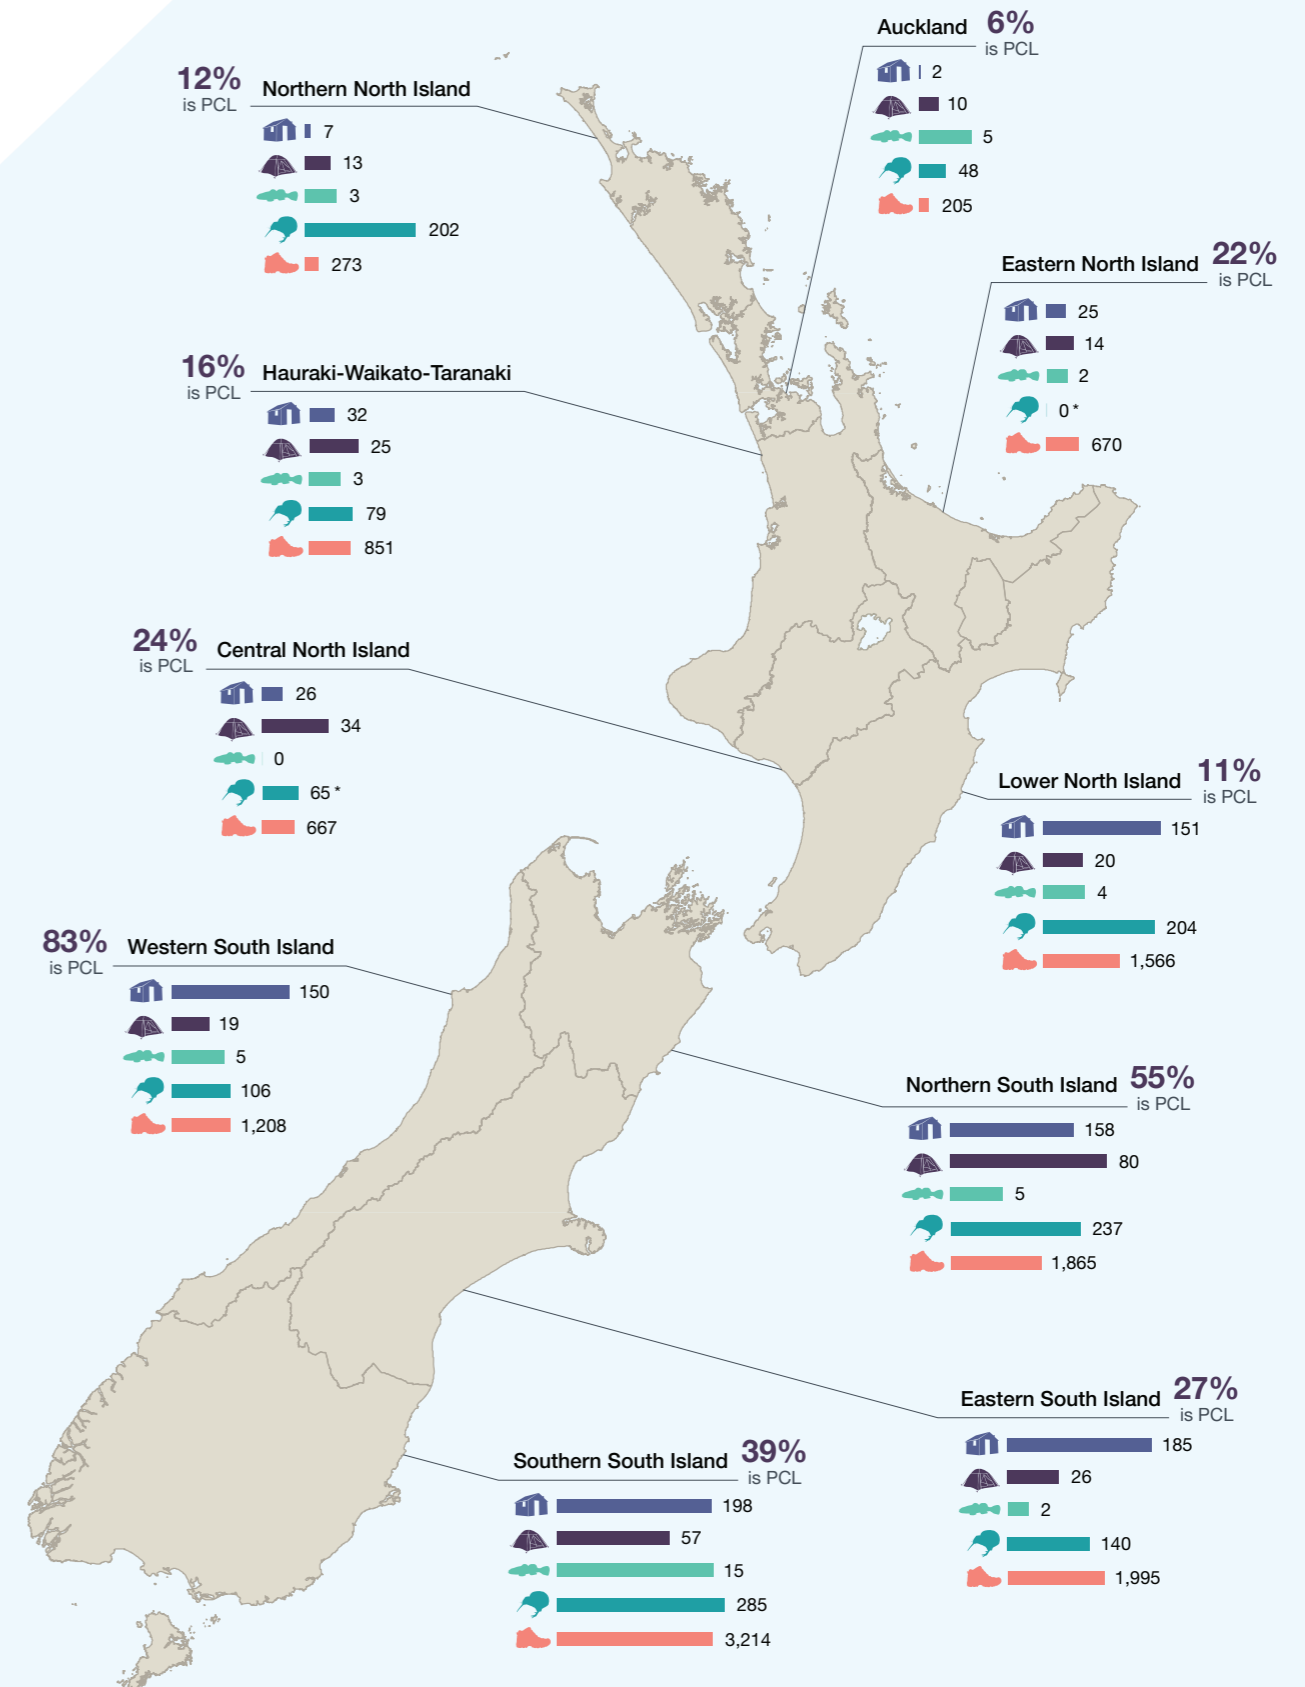 Auckland 6%
is PCL
2
10
5
48
205
12%
is PCL
Northern North Island
7
13
3
202
273
Eastern North Island 22%
is PCL
25
14
2
0 *
670
16%
is PCL
Hauraki-Waikato-Taranaki
32
25
3
79
851
24%
is PCL
Central North Island
26
34
0
65 *
667
Lower North Island 11%
is PCL
151
20
4
204
1,566
83%
is PCL
Western South Island
150
19
5
106
1,208
Northern South Island 55%
is PCL
158
80
5
237
1,865
Eastern South Island 27%
is PCL
185
26
2
140
1,995
Southern South Island 39%
is PCL
198
57
15
285
3,214